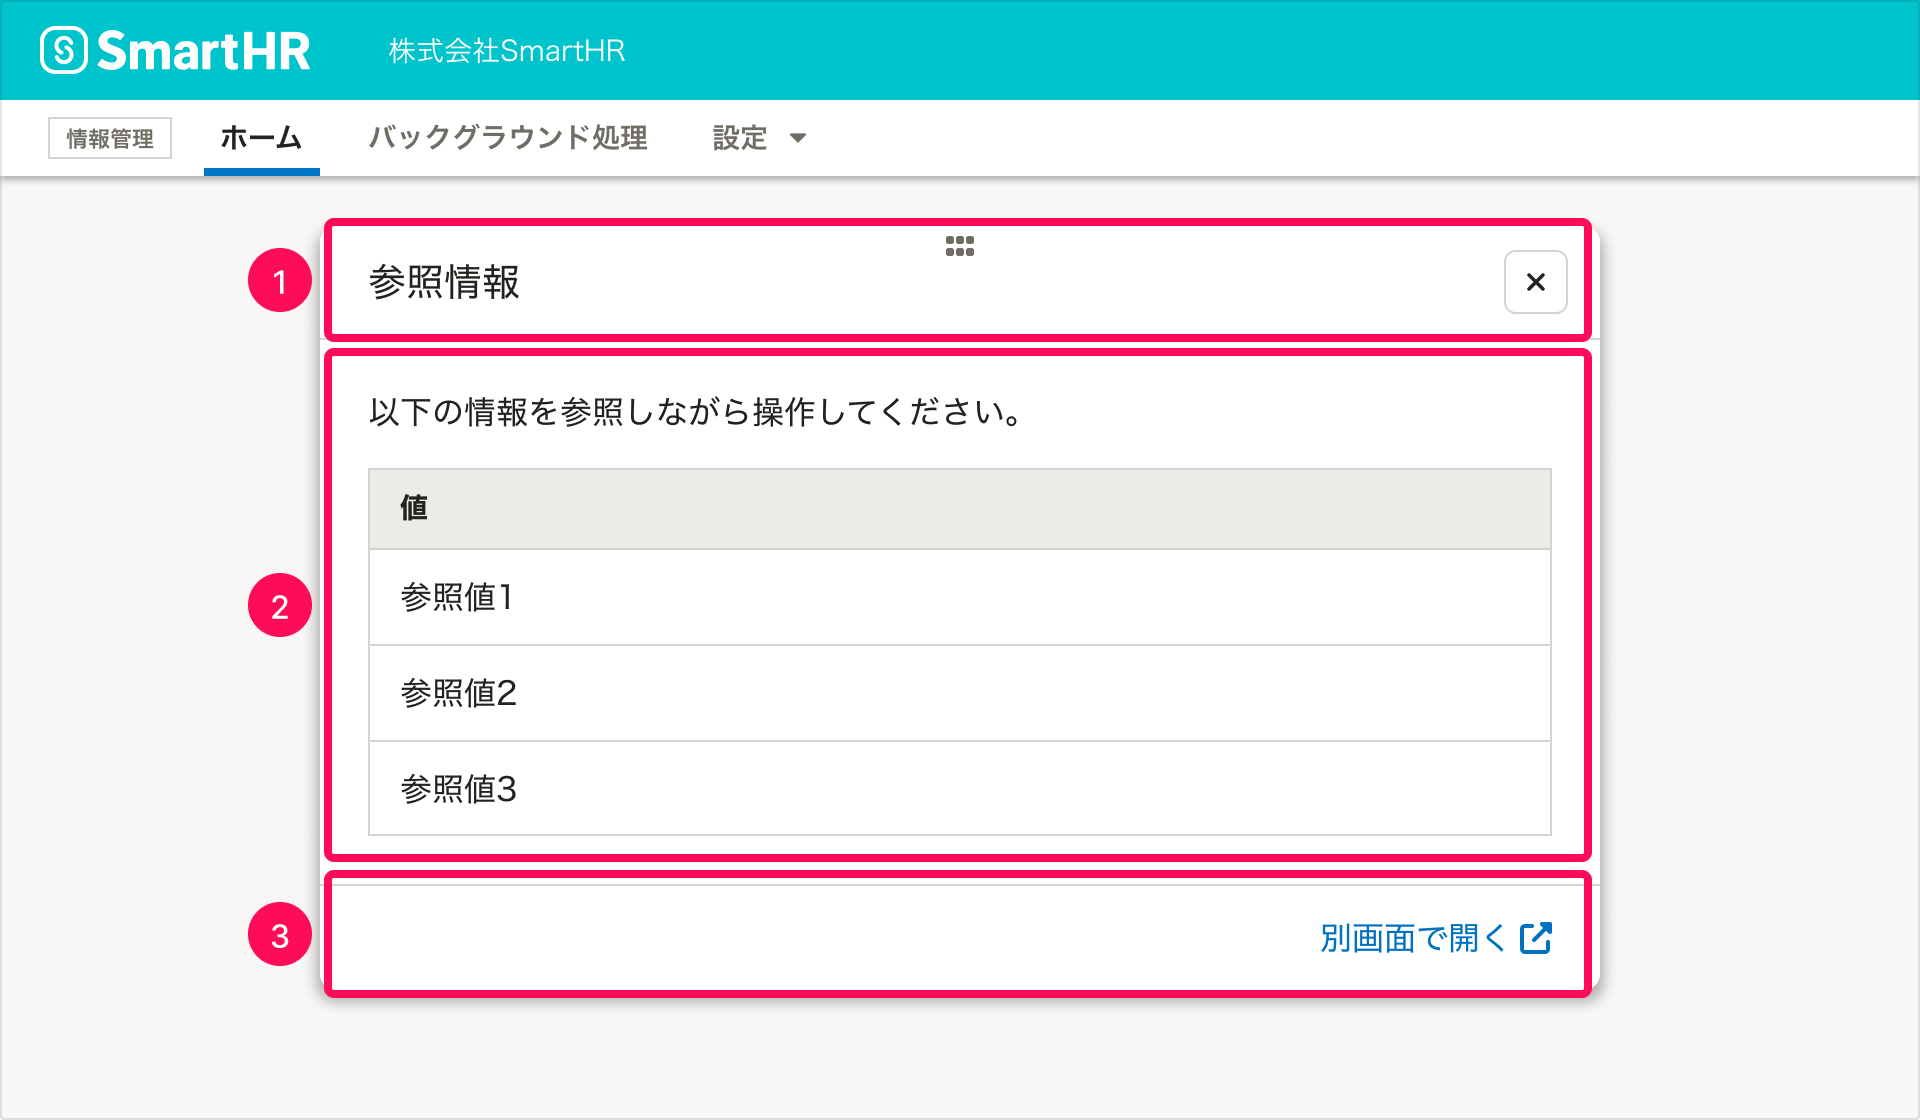 SmartHR 株式会社SmartHR
情報管理 ホーム バックグラウンド処理 設定
1 参照情報
以下の情報を参照しながら操作してください。
値
参照値1
2
参照値2
参照値3
3 別画面で開く